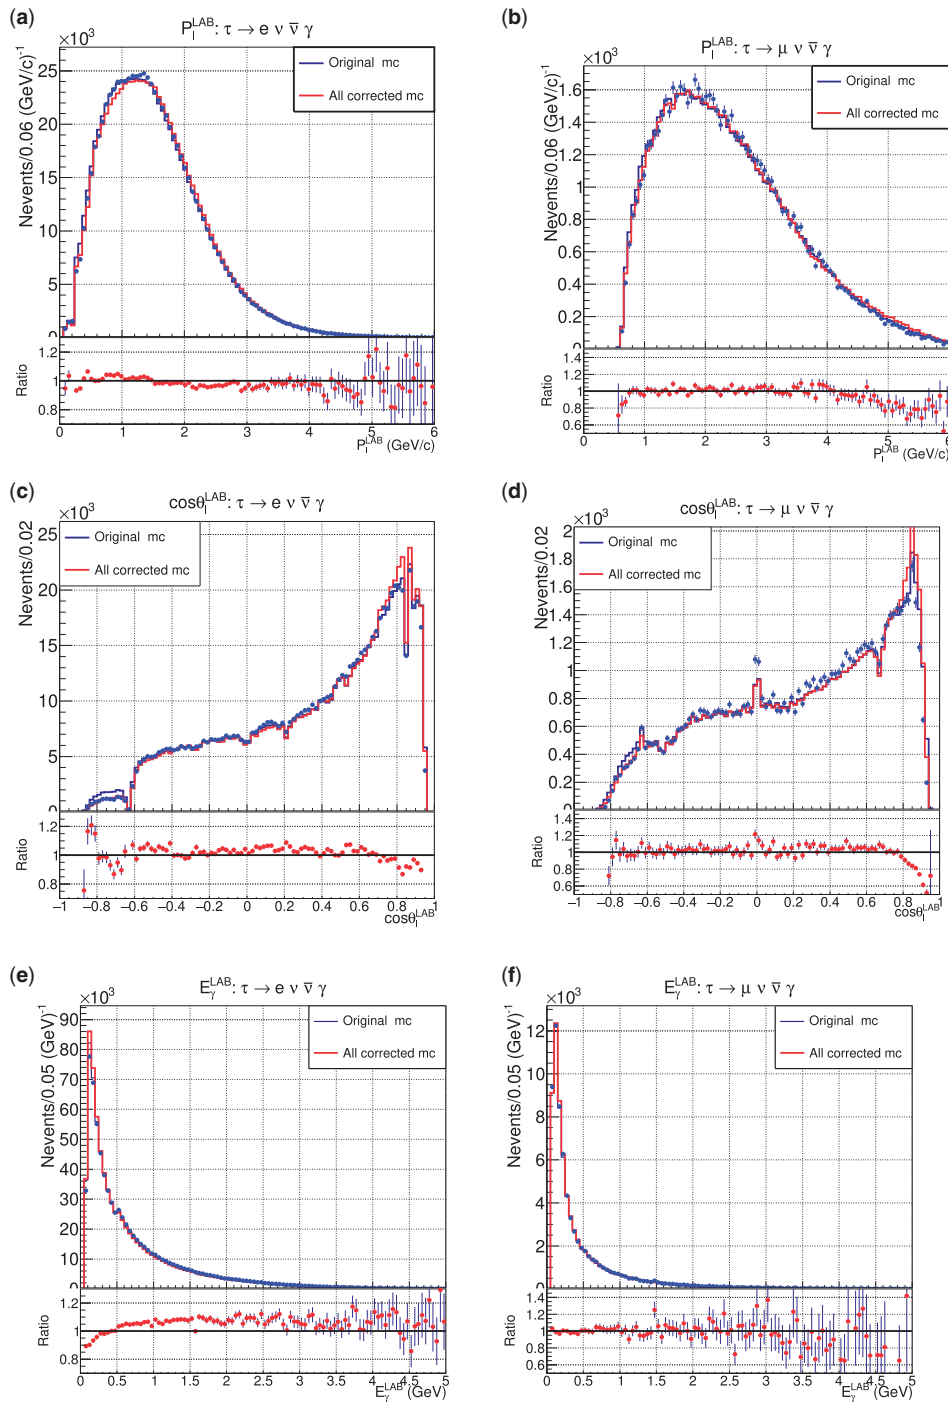 (a)
P_l^LAB: τ → e ν ν̅ γ
×10³
Nevents/0.06 (GeV/c)⁻¹
Original mc
All corrected mc
25
20
15
10
5
0
Ratio
1.2
1
0.8
0 1 2 3 4 5 6
P_l^LAB (GeV/c)
(b)
P_l^LAB: τ → μ ν ν̅ γ
×10³
Nevents/0.06 (GeV/c)⁻¹
Original mc
All corrected mc
1.6
1.4
1.2
1
0.8
0.6
0.4
0.2
0
Ratio
1.4
1.2
1
0.8
0.6
0 1 2 3 4 5 6
P_l^LAB (GeV/c)
(c)
cosθ_l^LAB: τ → e ν ν̅ γ
×10³
Nevents/0.02
Original mc
All corrected mc
25
20
15
10
5
0
Ratio
1.2
1
0.8
−1 −0.8 −0.6 −0.4 −0.2 0 0.2 0.4 0.6 0.8 1
cosθ_l^LAB
(d)
cosθ_l^LAB: τ → μ ν ν̅ γ
×10³
Nevents/0.02
Original mc
All corrected mc
2
1.8
1.6
1.4
1.2
1
0.8
0.6
0.4
0.2
0
Ratio
1.4
1.2
1
0.8
0.6
−1 −0.8 −0.6 −0.4 −0.2 0 0.2 0.4 0.6 0.8 1
cosθ_l^LAB
(e)
E_γ^LAB: τ → e ν ν̅ γ
×10³
Nevents/0.05 (GeV)⁻¹
Original mc
All corrected mc
90
80
70
60
50
40
30
20
10
0
Ratio
1.2
1
0.8
0 0.5 1 1.5 2 2.5 3 3.5 4 4.5 5
E_γ^LAB (GeV)
(f)
E_γ^LAB: τ → μ ν ν̅ γ
×10³
Nevents/0.05 (GeV)⁻¹
Original mc
All corrected mc
12
10
8
6
4
2
0
Ratio
1.4
1.2
1
0.8
0.6
0 0.5 1 1.5 2 2.5 3 3.5 4 4.5 5
E_γ^LAB (GeV)